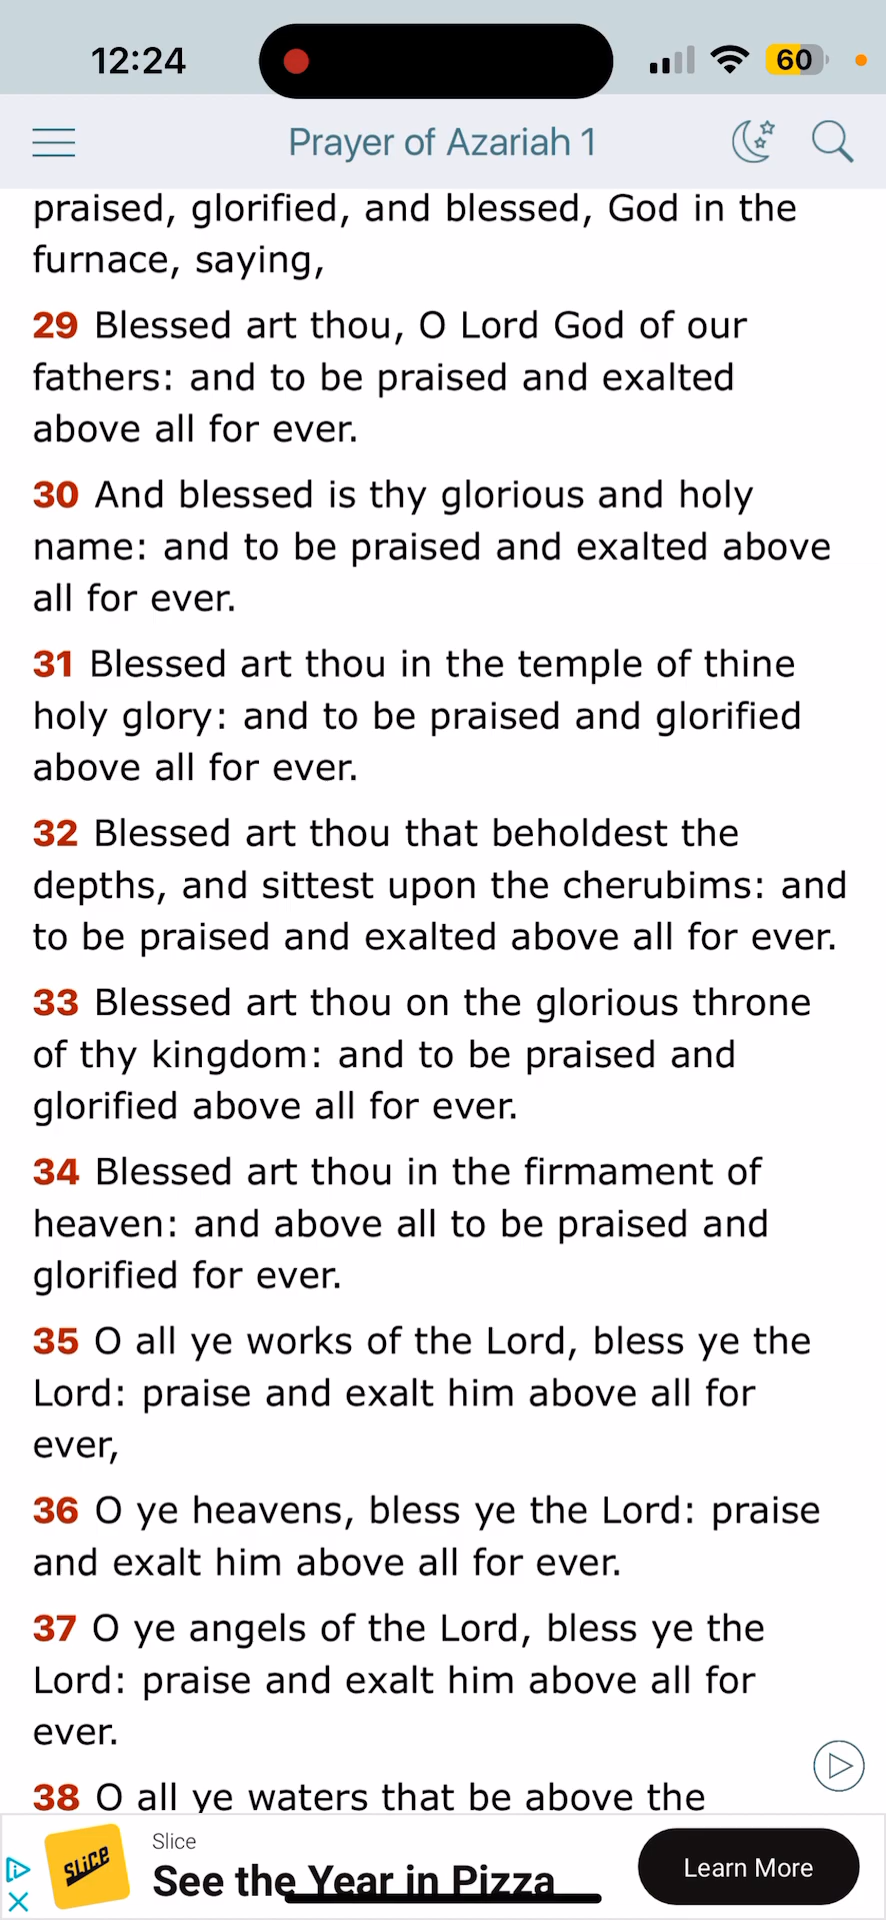 12:24
60
Prayer of Azariah 1
praised, glorified, and blessed, God in the
furnace, saying,
29 Blessed art thou, O Lord God of our
fathers: and to be praised and exalted
above all for ever.
30 And blessed is thy glorious and holy
name: and to be praised and exalted above
all for ever.
31 Blessed art thou in the temple of thine
holy glory: and to be praised and glorified
above all for ever.
32 Blessed art thou that beholdest the
depths, and sittest upon the cherubims: and
to be praised and exalted above all for ever.
33 Blessed art thou on the glorious throne
of thy kingdom: and to be praised and
glorified above all for ever.
34 Blessed art thou in the firmament of
heaven: and above all to be praised and
glorified for ever.
35 O all ye works of the Lord, bless ye the
Lord: praise and exalt him above all for
ever,
36 O ye heavens, bless ye the Lord: praise
and exalt him above all for ever.
37 O ye angels of the Lord, bless ye the
Lord: praise and exalt him above all for
ever.
38 O all ye waters that be above the
SLiCE
Slice
See the Year in Pizza
Learn More